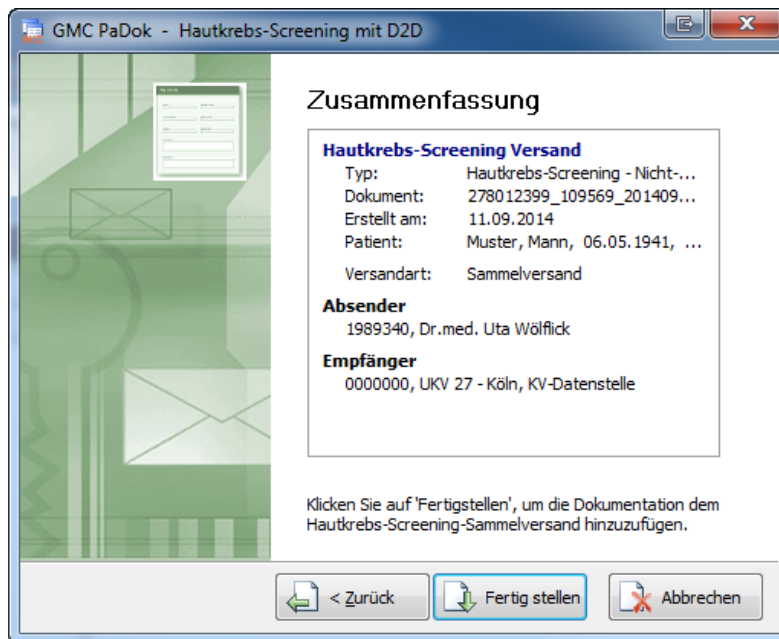 GMC PaDok - Hautkrebs-Screening mit D2D
Zusammenfassung
Hautkrebs-Screening Versand
Typ: Hautkrebs-Screening - Nicht-...
Dokument: 278012399_109569_201409...
Erstellt am: 11.09.2014
Patient: Muster, Mann, 06.05.1941, ...
Versandart: Sammelversand
Absender
1989340, Dr.med. Uta Wölflick
Empfänger
0000000, UKV 27 - Köln, KV-Datenstelle
Klicken Sie auf 'Fertigstellen', um die Dokumentation dem
Hautkrebs-Screening-Sammelversand hinzuzufügen.
< Zurück
Fertig stellen
Abbrechen